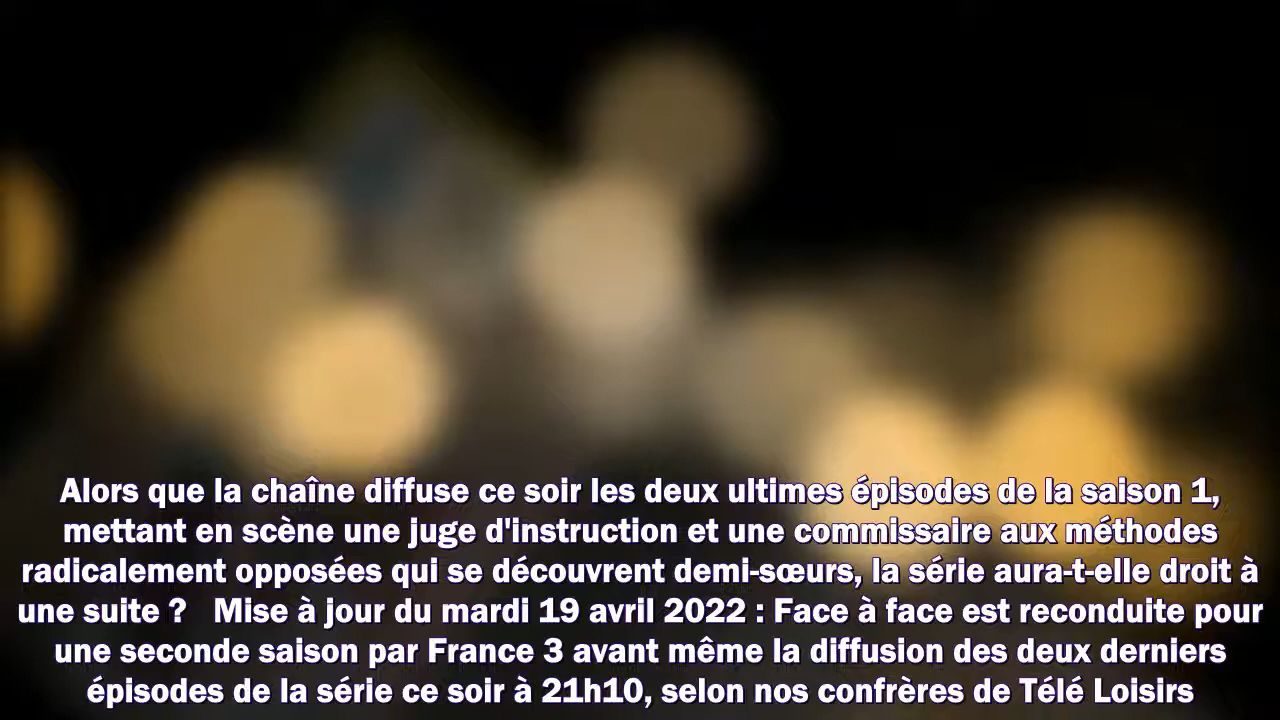 Alors que la chaîne diffuse ce soir les deux ultimes épisodes de la saison 1,
mettant en scène une juge d'instruction et une commissaire aux méthodes
radicalement opposées qui se découvrent demi-sœurs, la série aura-t-elle droit à
une suite ?   Mise à jour du mardi 19 avril 2022 : Face à face est reconduite pour
une seconde saison par France 3 avant même la diffusion des deux derniers
épisodes de la série ce soir à 21h10, selon nos confrères de Télé Loisirs